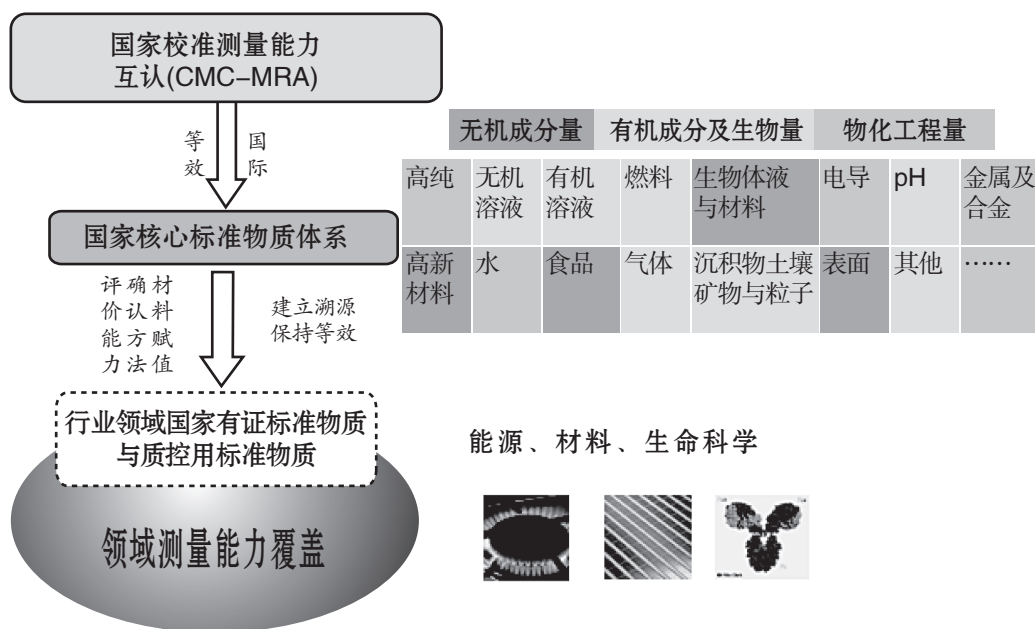 国家校准测量能力
互认(CMC–MRA)
等效
国际
国家核心标准物质体系
评价能力
确认方法
材料赋值
建立溯源
保持等效
行业领域国家有证标准物质
与质控用标准物质
领域测量能力覆盖
无机成分量 有机成分及生物量 物化工程量
高纯
无机
溶液
有机
溶液
燃料
生物体液
与材料
电导
pH
金属及
合金
高新
材料
水
食品
气体
沉积物土壤
矿物与粒子
表面
其他
……
能源、材料、生命科学